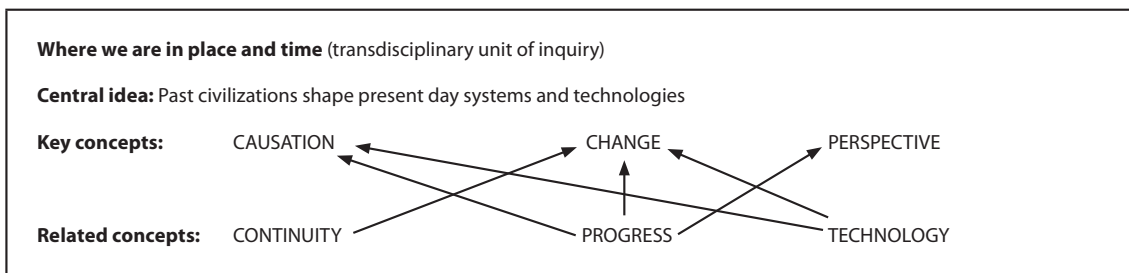 Where we are in place and time (transdisciplinary unit of inquiry)
Central idea: Past civilizations shape present day systems and technologies
Key concepts: CAUSATION CHANGE PERSPECTIVE
Related concepts: CONTINUITY PROGRESS TECHNOLOGY